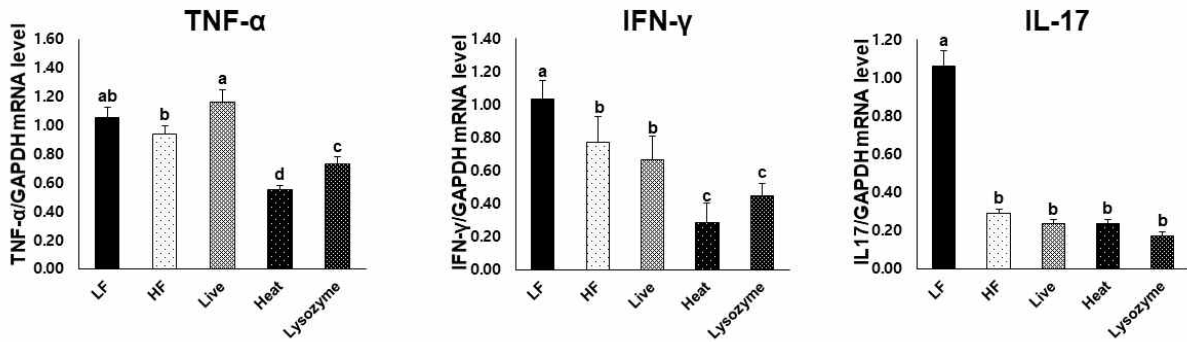 TNF-α
TNF-α/GAPDH mRNA level
1.60
1.40
1.20
1.00
0.80
0.60
0.40
0.20
0.00
ab
b
a
d
c
LF
HF
Live
Heat
Lysozyme
IFN-γ
IFN-γ/GAPDH mRNA level
1.40
1.20
1.00
0.80
0.60
0.40
0.20
0.00
a
b
b
c
c
LF
HF
Live
Heat
Lysozyme
IL-17
IL17/GAPDH mRNA level
1.20
1.00
0.80
0.60
0.40
0.20
0.00
a
b
b
b
b
LF
HF
Live
Heat
Lysozyme